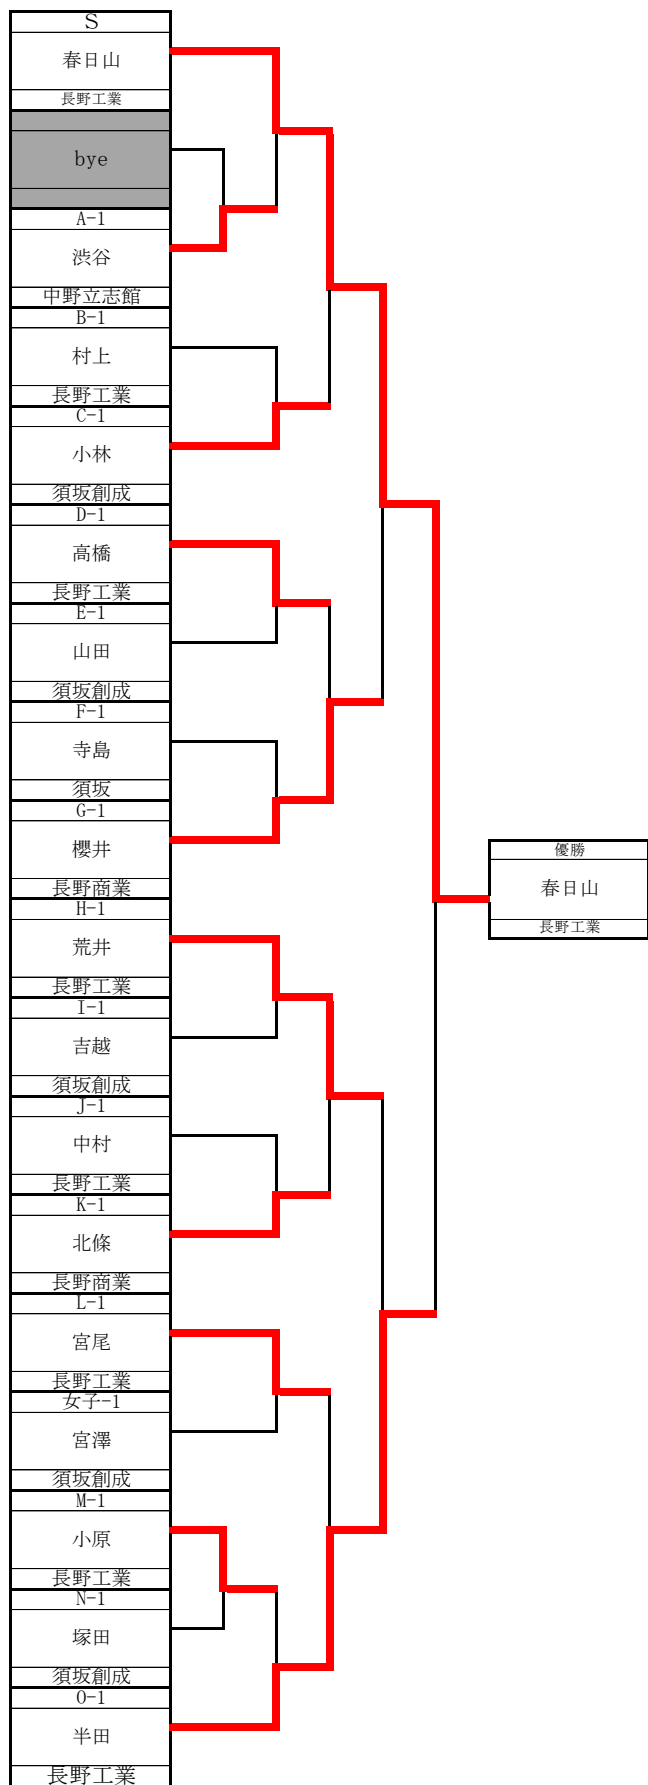 S
春日山
長野工業
bye
A-1
渋谷
中野立志館
B-1
村上
長野工業
C-1
小林
須坂創成
D-1
高橋
長野工業
E-1
山田
須坂創成
F-1
寺島
須坂
G-1
櫻井
長野商業
H-1
荒井
長野工業
I-1
吉越
須坂創成
J-1
中村
長野工業
K-1
北條
長野商業
L-1
宮尾
長野工業
女子-1
宮澤
須坂創成
M-1
小原
長野工業
N-1
塚田
須坂創成
O-1
半田
長野工業
優勝
春日山
長野工業